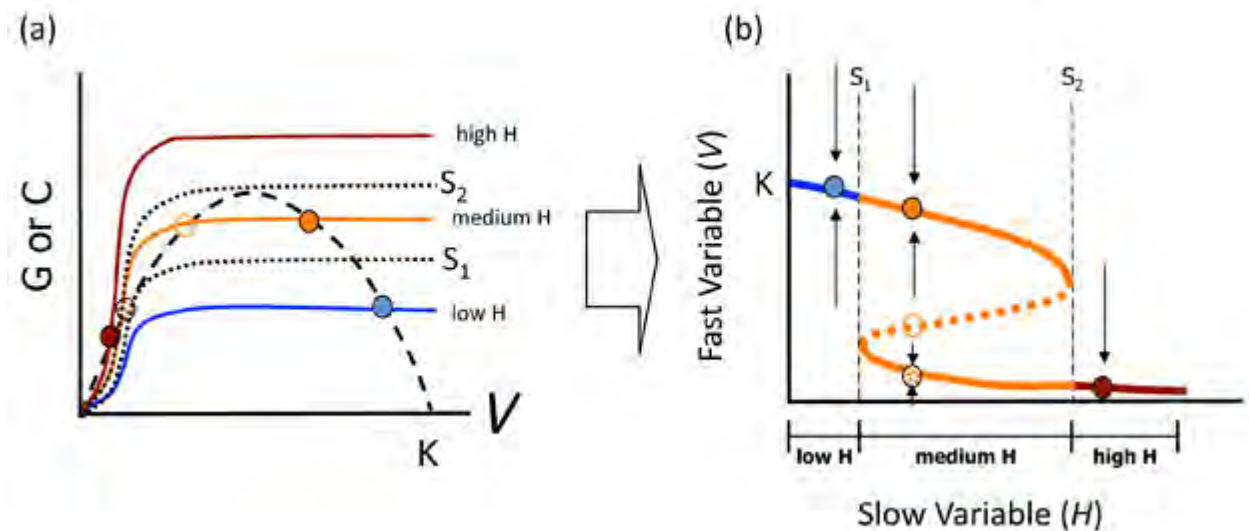 (a)
G or C
high H
S2
medium H
S1
low H
V
K
(b)
S1
S2
Fast Variable (V)
K
low H
medium H
high H
Slow Variable (H)